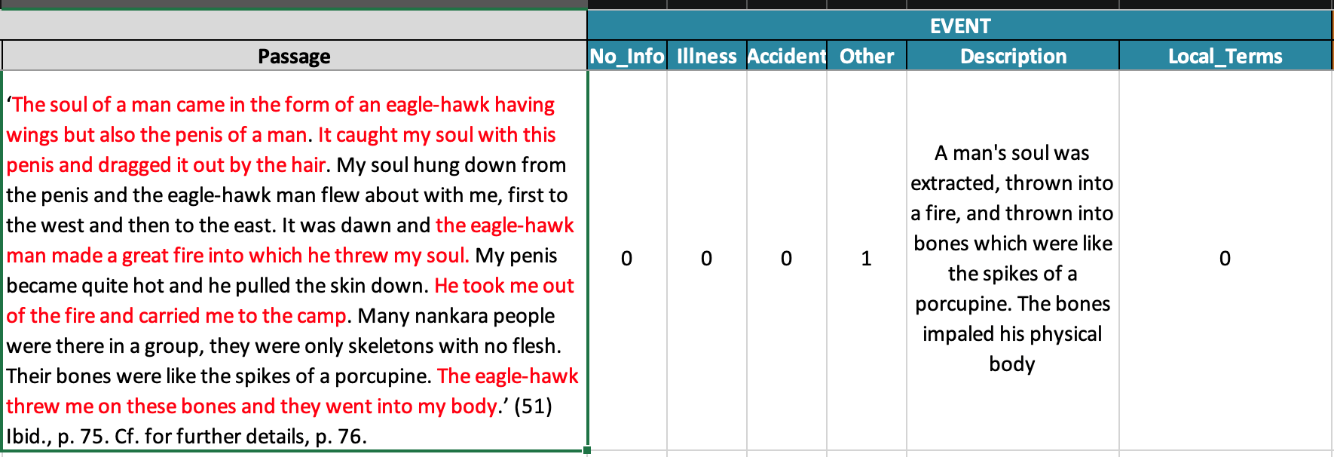 EVENT
Passage No_Info Illness Accident Other Description Local_Terms
‘The soul of a man came in the form of an eagle-hawk having
wings but also the penis of a man. It caught my soul with this
penis and dragged it out by the hair. My soul hung down from
the penis and the eagle-hawk man flew about with me, first to
the west and then to the east. It was dawn and the eagle-hawk
man made a great fire into which he threw my soul. My penis
became quite hot and he pulled the skin down. He took me out
of the fire and carried me to the camp. Many nankara people
were there in a group, they were only skeletons with no flesh.
Their bones were like the spikes of a porcupine. The eagle-hawk
threw me on these bones and they went into my body.’ (51)
Ibid., p. 75. Cf. for further details, p. 76.
0 0 0 1
A man's soul was
extracted, thrown into
a fire, and thrown into
bones which were like
the spikes of a
porcupine. The bones
impaled his physical
body
0